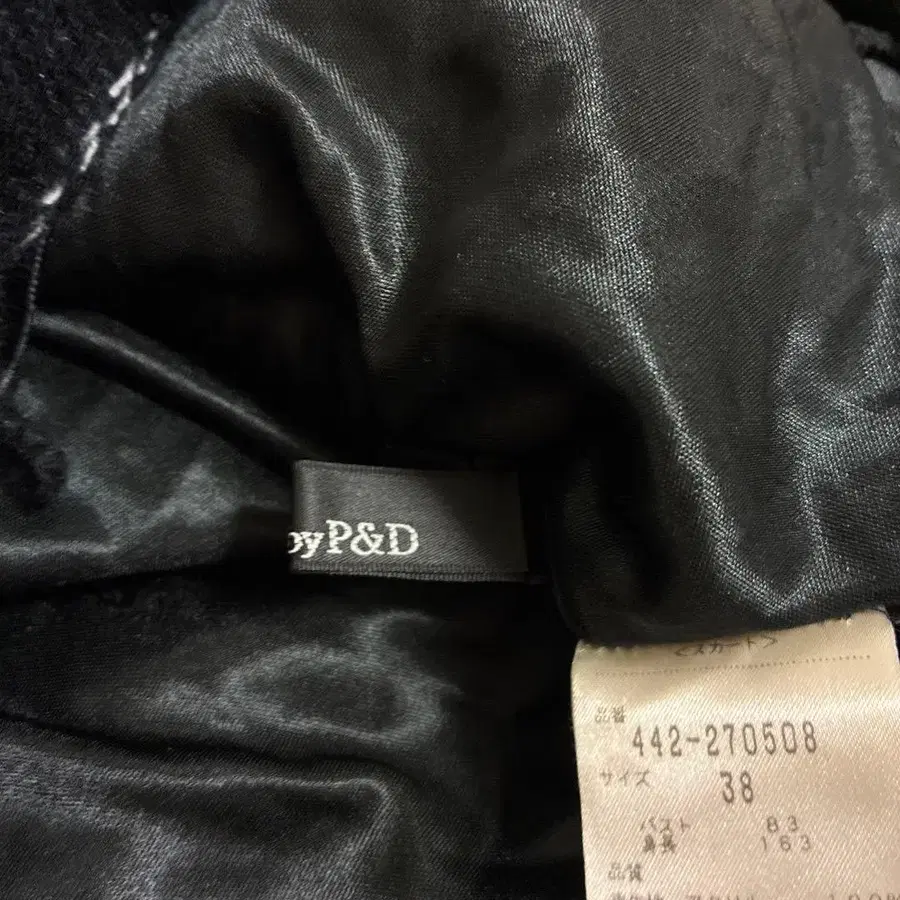 byP&D
<スカート>
品番
442-270508
サイズ 38
バスト 83
身長 163
品質